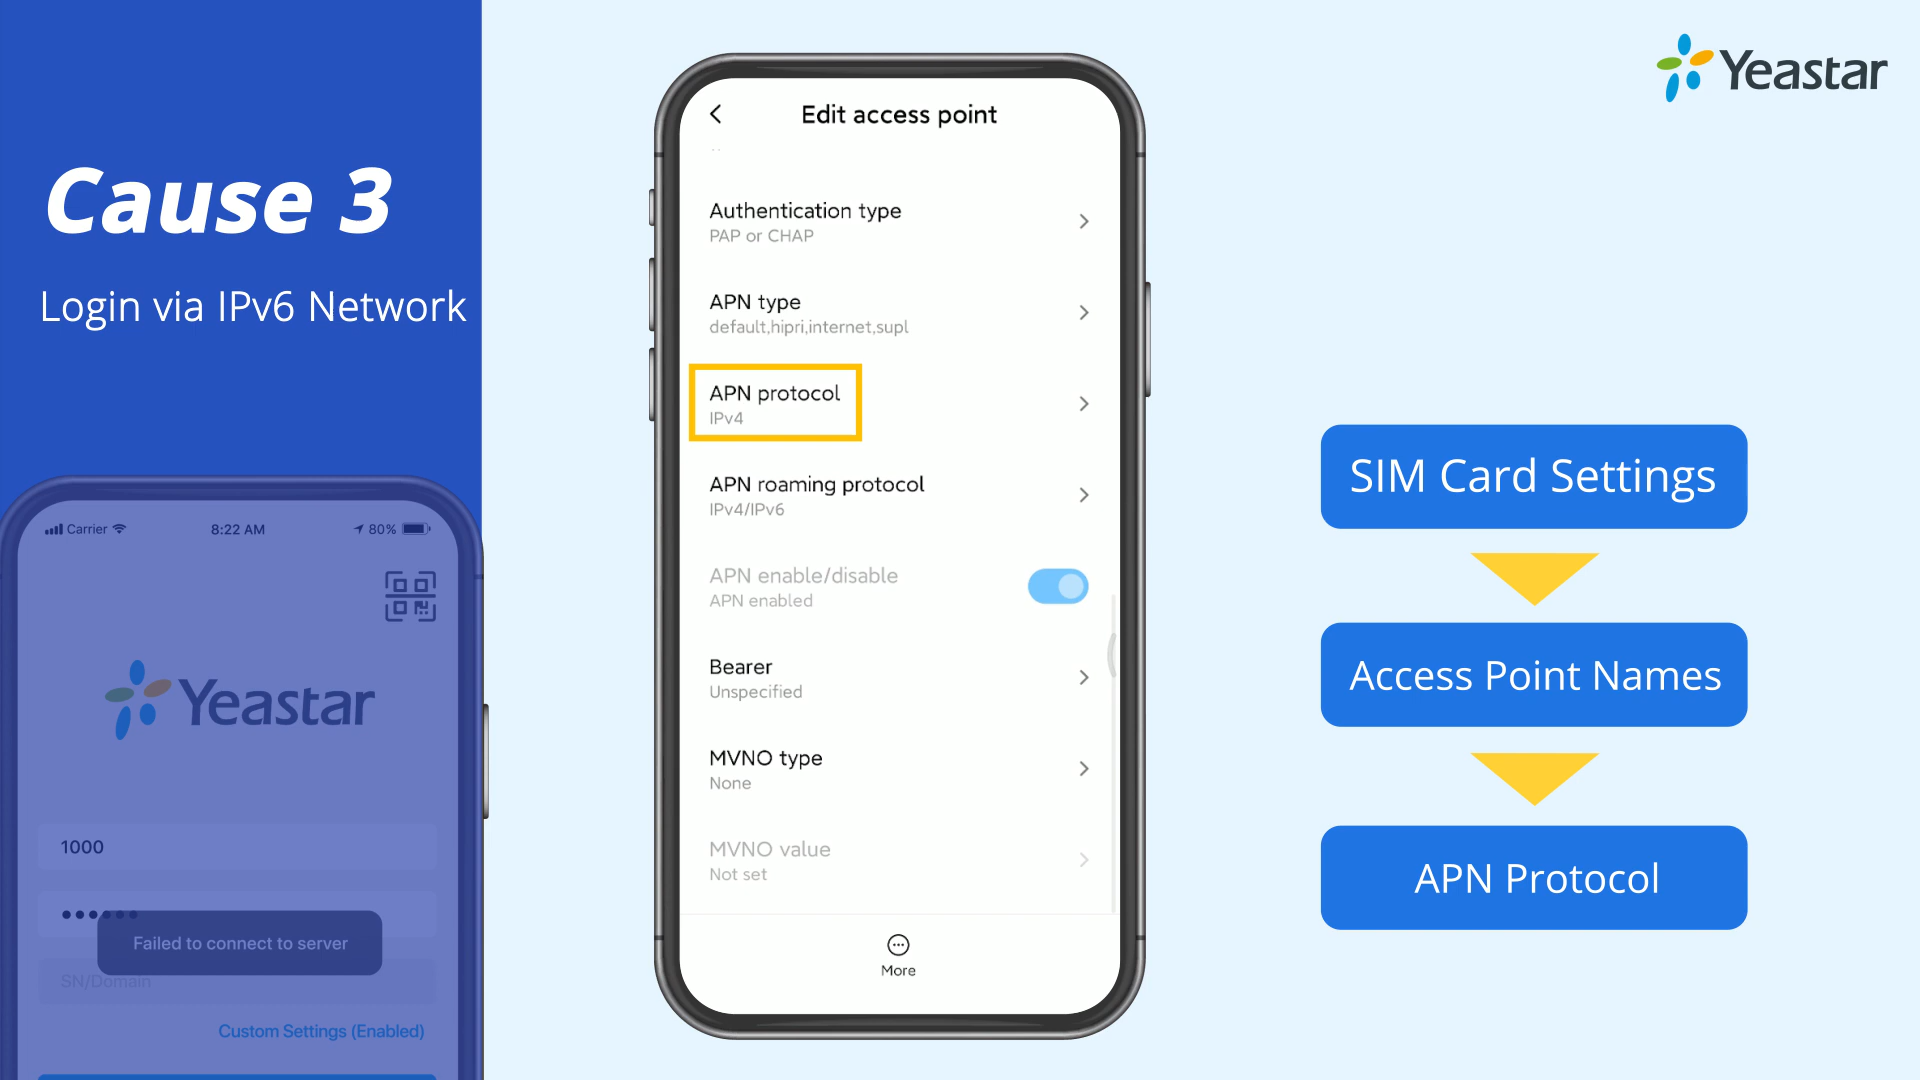 Cause 3
Login via IPv6 Network
Carrier
8:22 AM
80%
Yeastar
1000
Failed to connect to server
SN/Domain
Custom Settings (Enabled)
Edit access point
Authentication type
PAP or CHAP
APN type
default,hipri,internet,supl
APN protocol
IPv4
APN roaming protocol
IPv4/IPv6
APN enable/disable
APN enabled
Bearer
Unspecified
MVNO type
None
MVNO value
Not set
More
Yeastar
SIM Card Settings
Access Point Names
APN Protocol